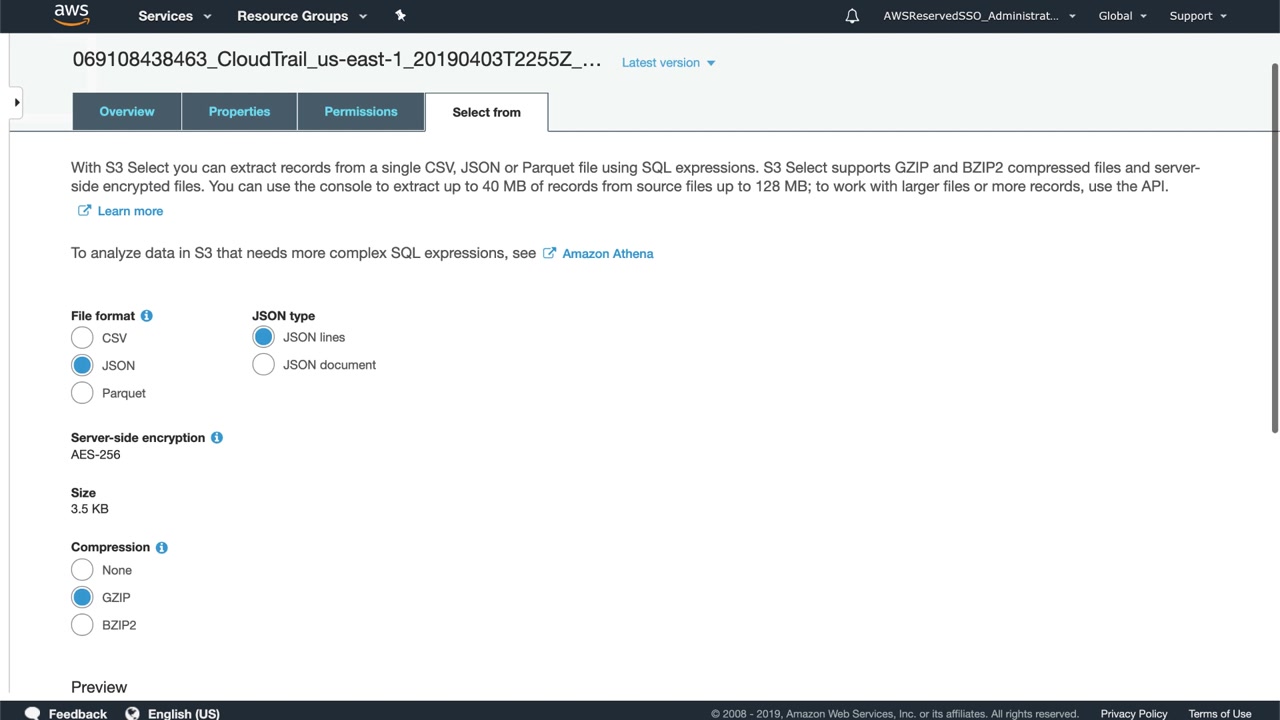 aws Services Resource Groups AWSReservedSSO_Administrat... Global Support
069108438463_CloudTrail_us-east-1_20190403T2255Z_... Latest version
Overview Properties Permissions Select from
With S3 Select you can extract records from a single CSV, JSON or Parquet file using SQL expressions. S3 Select supports GZIP and BZIP2 compressed files and server-
side encrypted files. You can use the console to extract up to 40 MB of records from source files up to 128 MB; to work with larger files or more records, use the API.
Learn more
To analyze data in S3 that needs more complex SQL expressions, see Amazon Athena
File format JSON type
CSV JSON lines
JSON JSON document
Parquet
Server-side encryption
AES-256
Size
3.5 KB
Compression
None
GZIP
BZIP2
Preview
Feedback English (US) © 2008 - 2019, Amazon Web Services, Inc. or its affiliates. All rights reserved. Privacy Policy Terms of Use